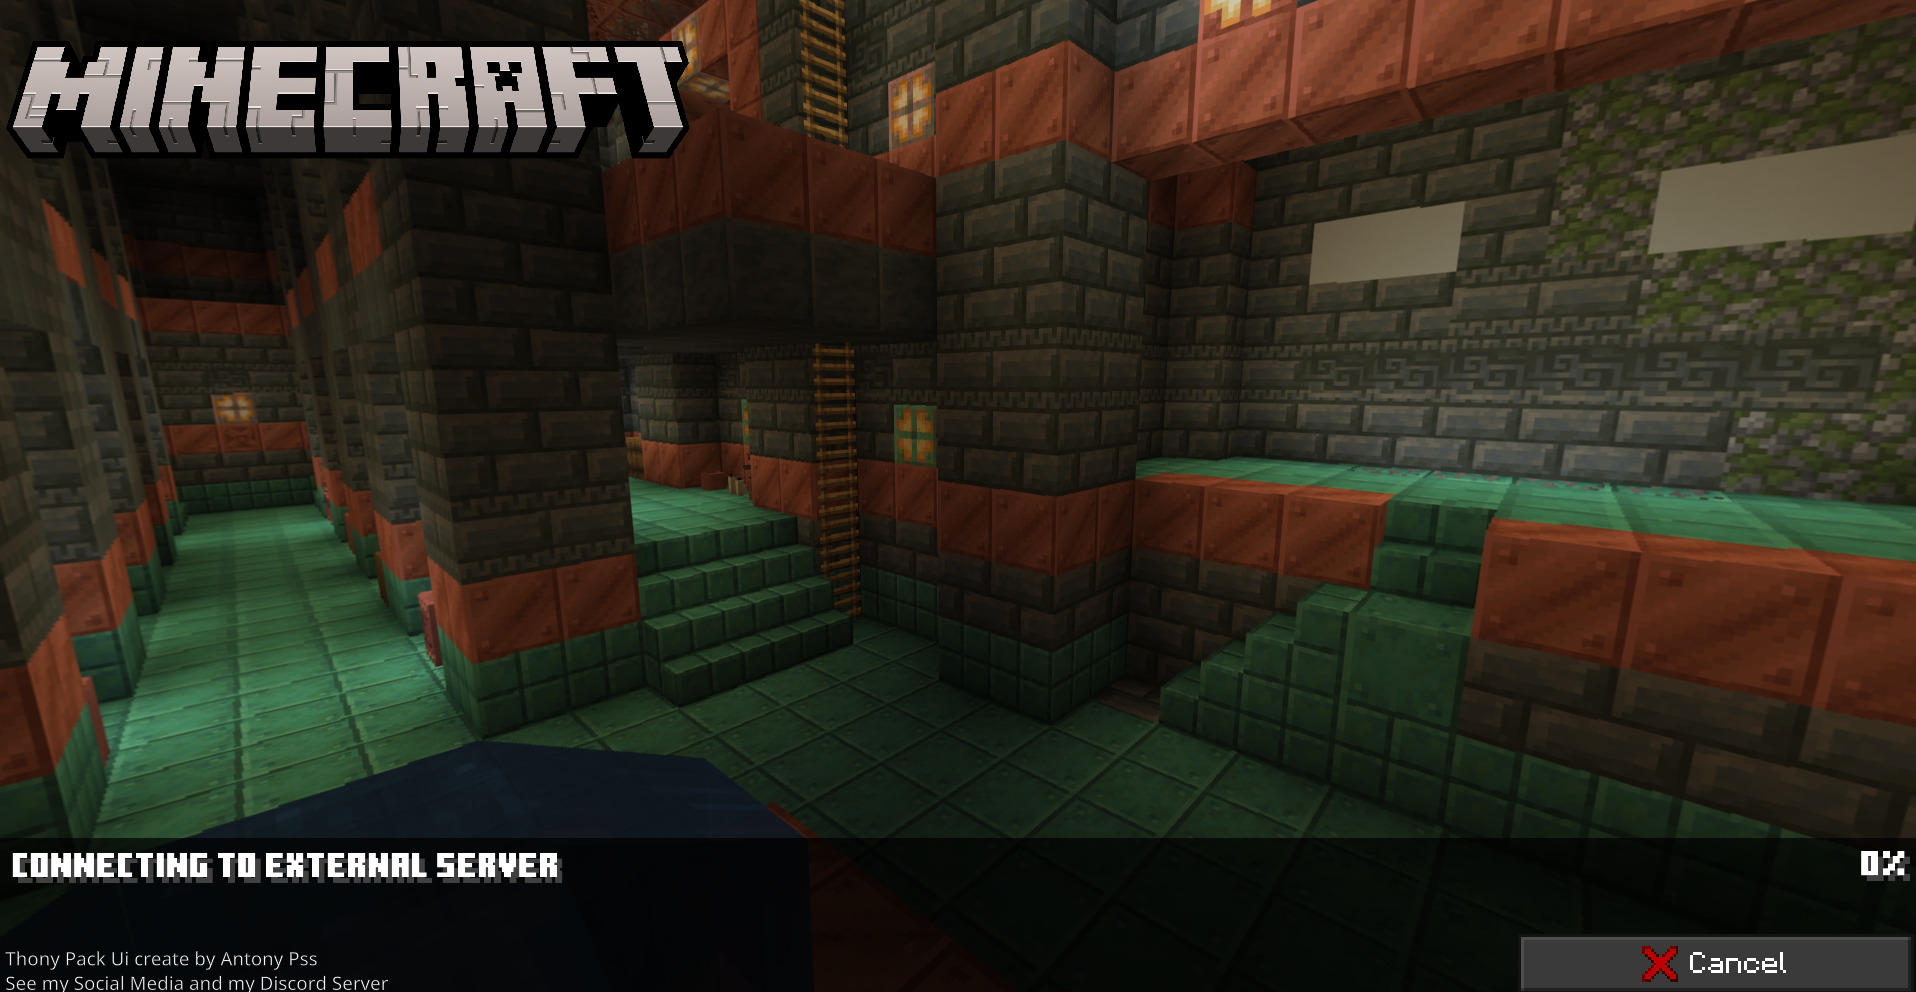 MINECRAFT
CONNECTING TO EXTERNAL SERVER
0%
Thony Pack Ui create by Antony Pss
See my Social Media and my Discord Server
Cancel